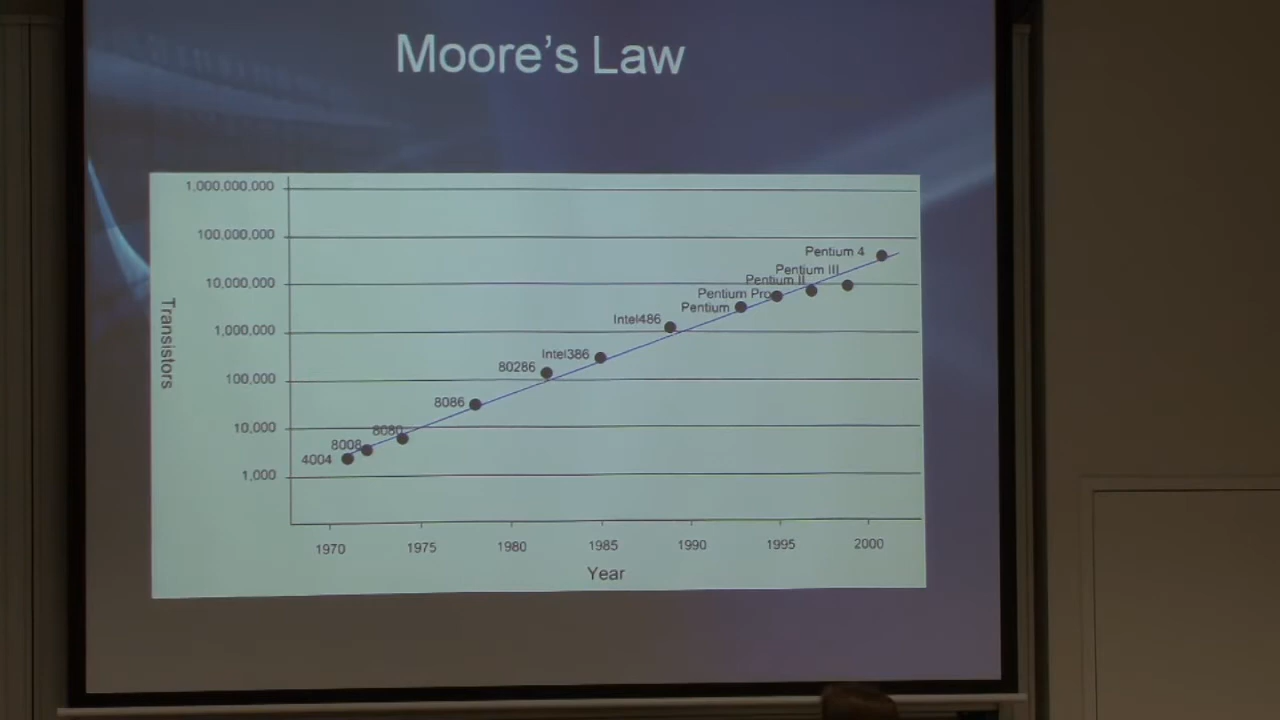 Moore's Law
1,000,000,000
100,000,000
10,000,000
1,000,000
100,000
10,000
1,000
Transistors
4004
8008
8080
8086
80286
Intel386
Intel486
Pentium
Pentium Pro
Pentium II
Pentium III
Pentium 4
1970 1975 1980 1985 1990 1995 2000
Year